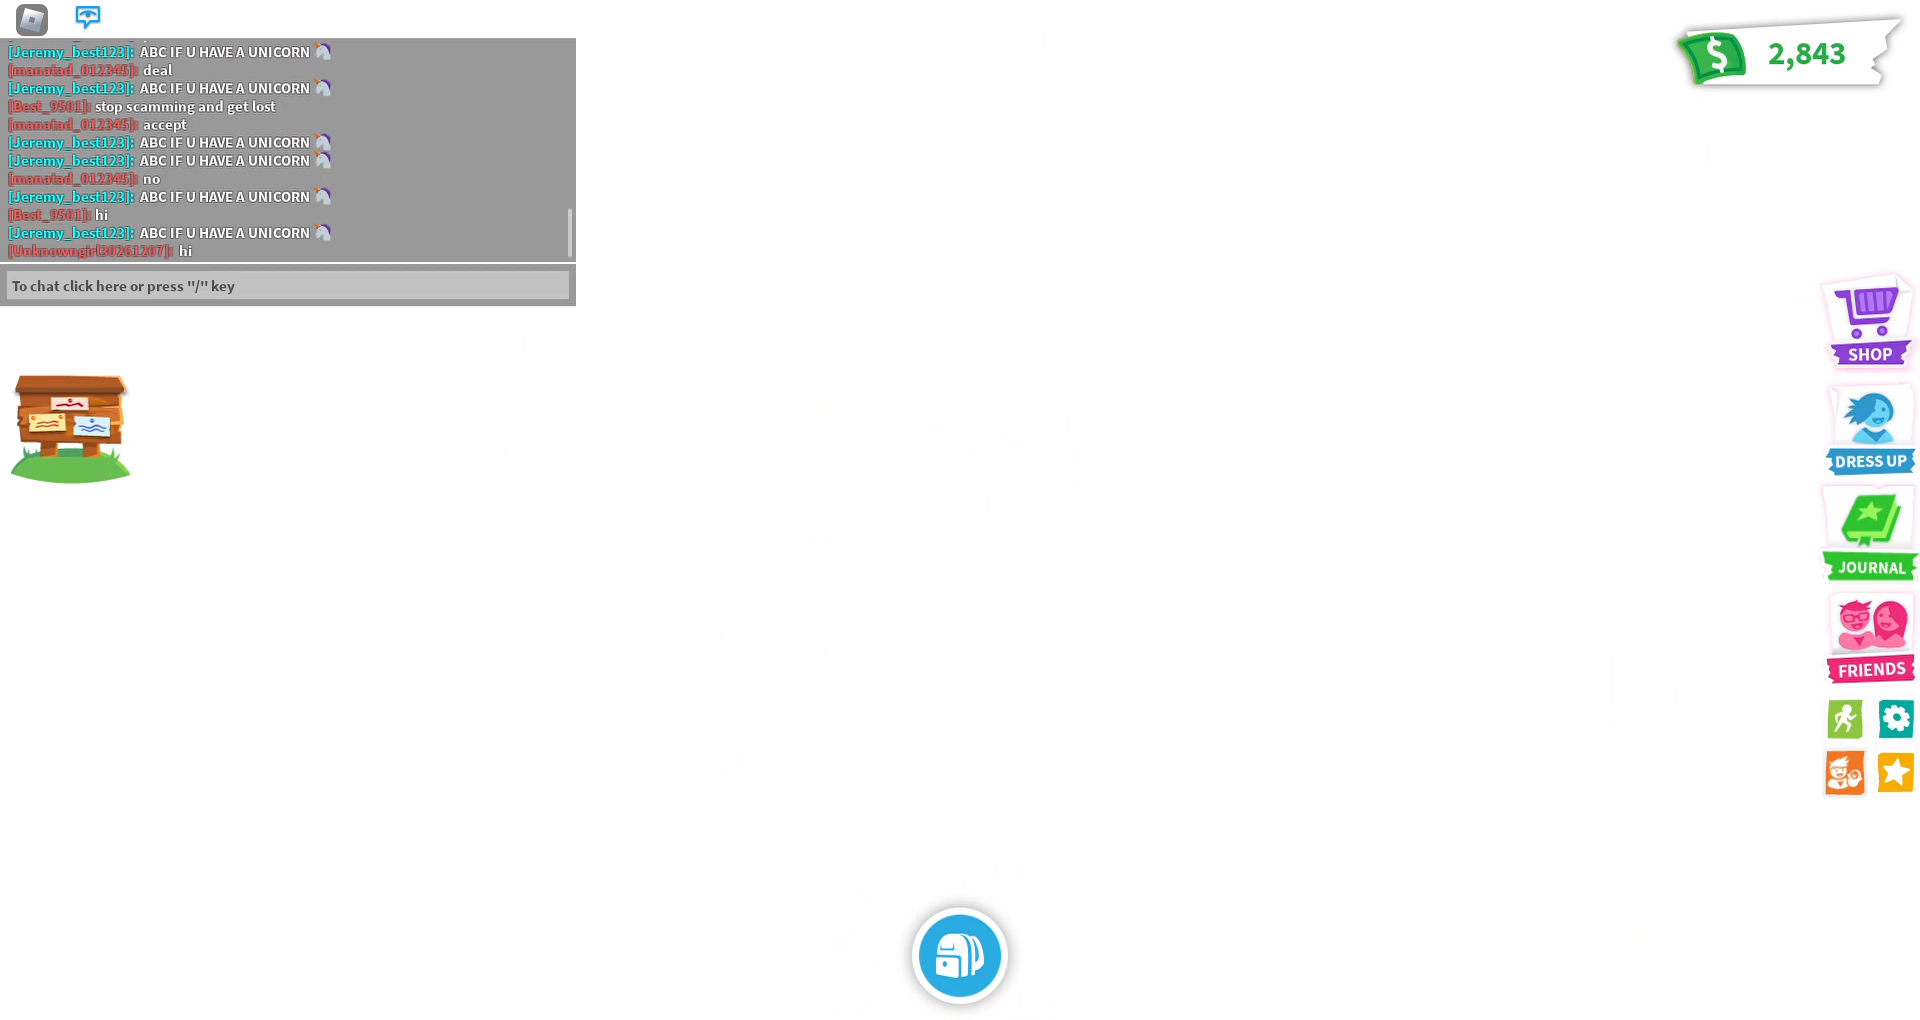 [Jeremy_best123]: ABC IF U HAVE A UNICORN 🦄
[manatad_012345]: deal
[Jeremy_best123]: ABC IF U HAVE A UNICORN 🦄
[Best_9501]: stop scamming and get lost
[manatad_012345]: accept
[Jeremy_best123]: ABC IF U HAVE A UNICORN 🦄
[Jeremy_best123]: ABC IF U HAVE A UNICORN 🦄
[manatad_012345]: no
[Jeremy_best123]: ABC IF U HAVE A UNICORN 🦄
[Best_9501]: hi
[Jeremy_best123]: ABC IF U HAVE A UNICORN 🦄
[Unknowngirl30261207]: hi
To chat click here or press "/" key
2,843
SHOP
DRESS UP
JOURNAL
FRIENDS